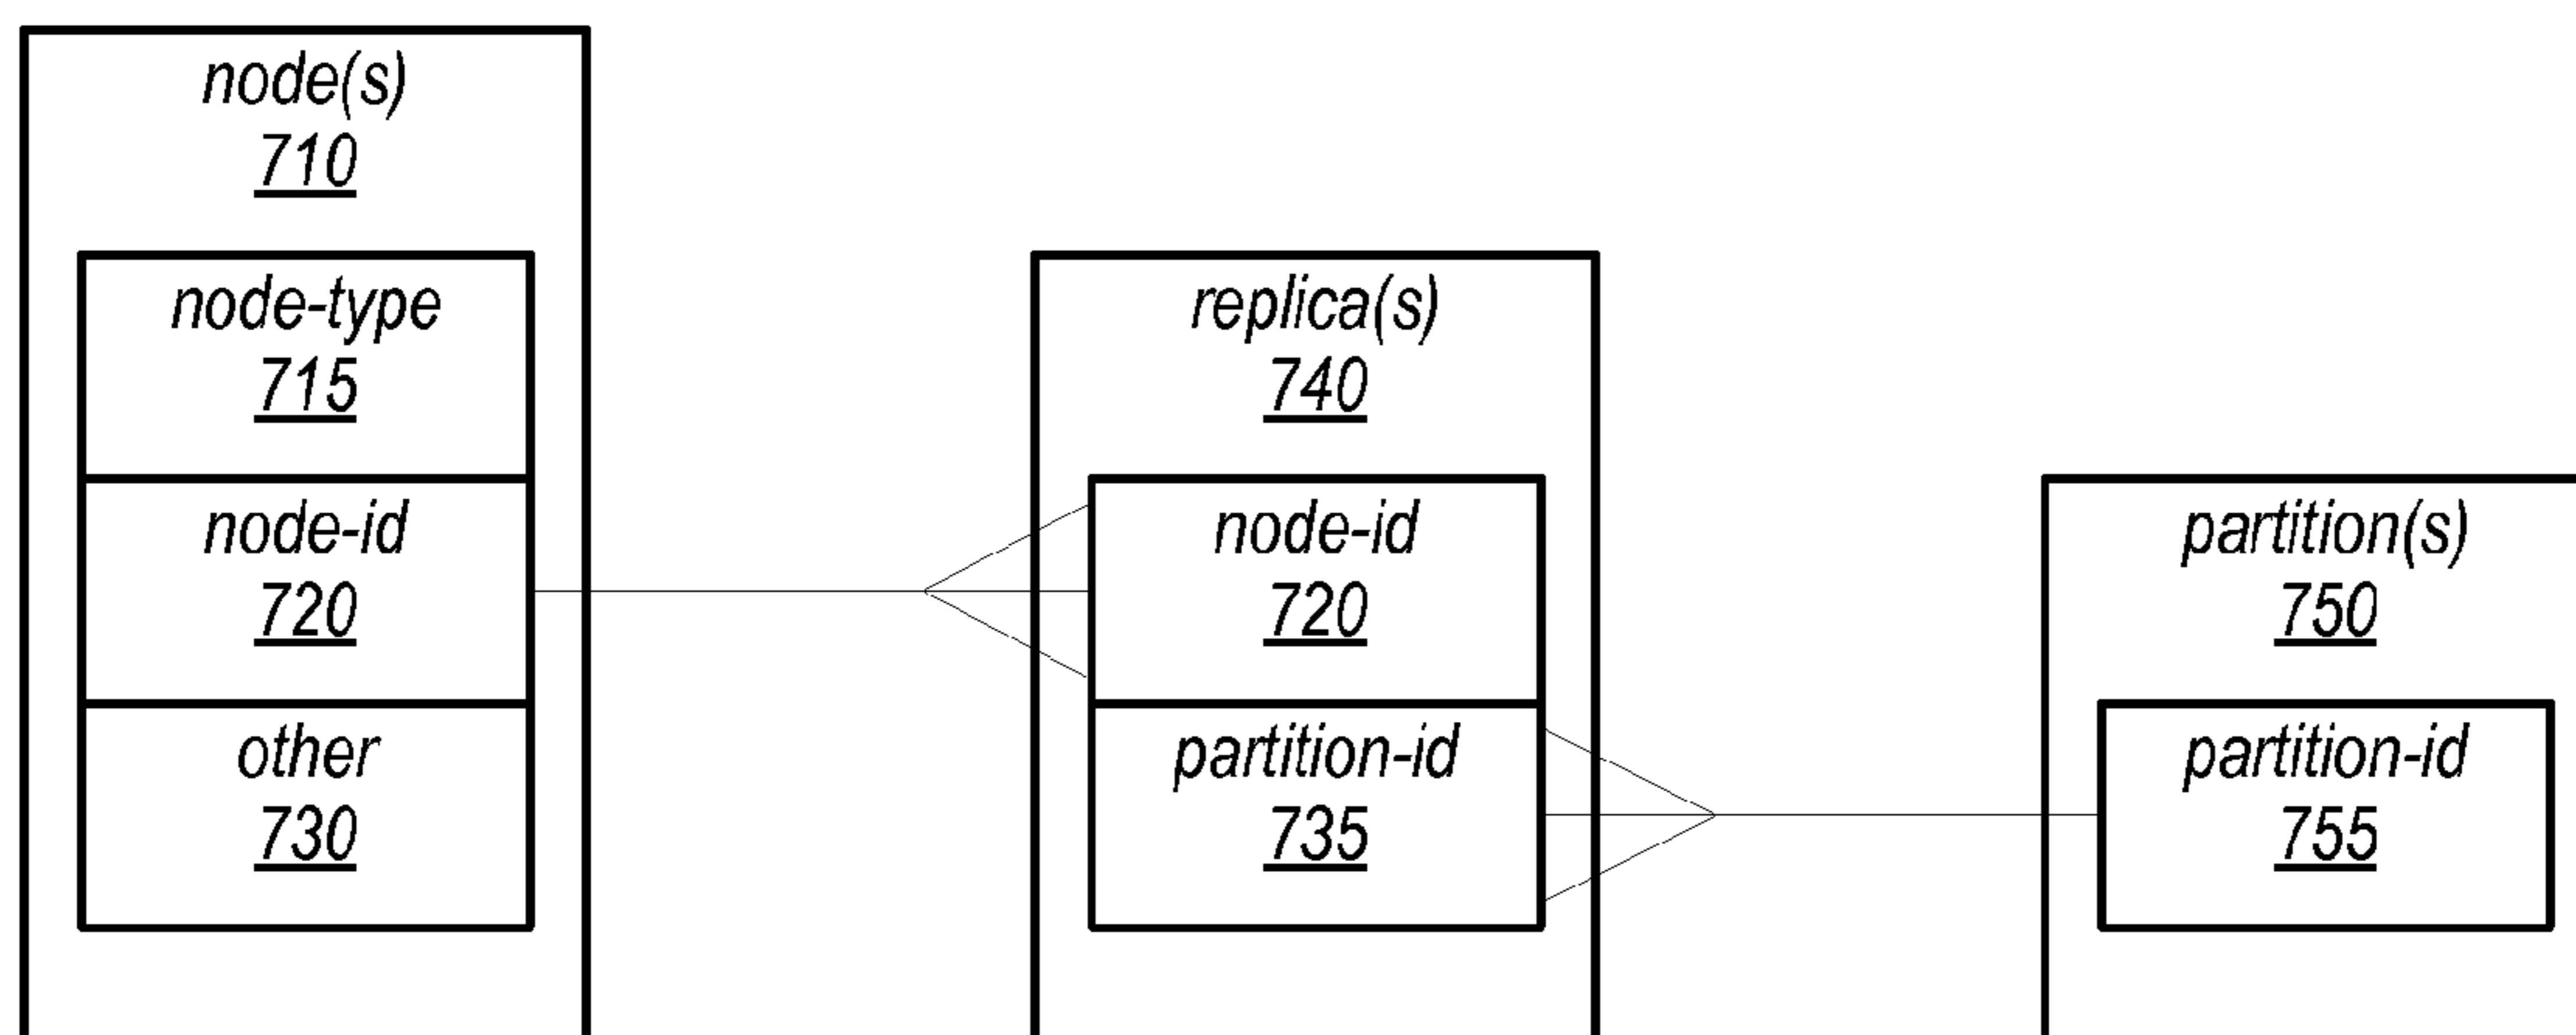 node(s)
710
node-type
715
node-id
720
other
730
replica(s)
740
node-id
720
partition-id
735
partition(s)
750
partition-id
755